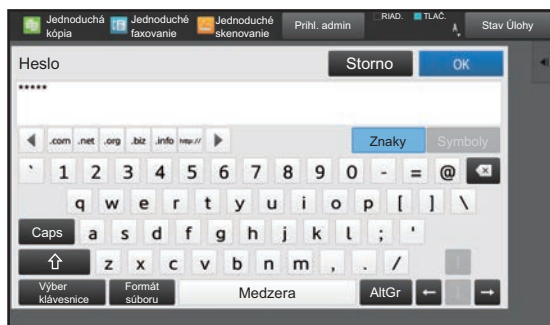 Jednoduchá kópia
Jednoduché faxovanie
Jednoduché skenovanie
Prihl. admin
RIAD.
TLAČ.
Stav Úlohy
Heslo
Storno
OK
*****
.com .net .org .biz .info http://
Znaky
Symboly
` 1 2 3 4 5 6 7 8 9 0 - = @
q w e r t y u i o p [ ] \
Caps a s d f g h j k l ; '
z x c v b n m , . /
Výber klávesnice
Formát súboru
Medzera
AltGr